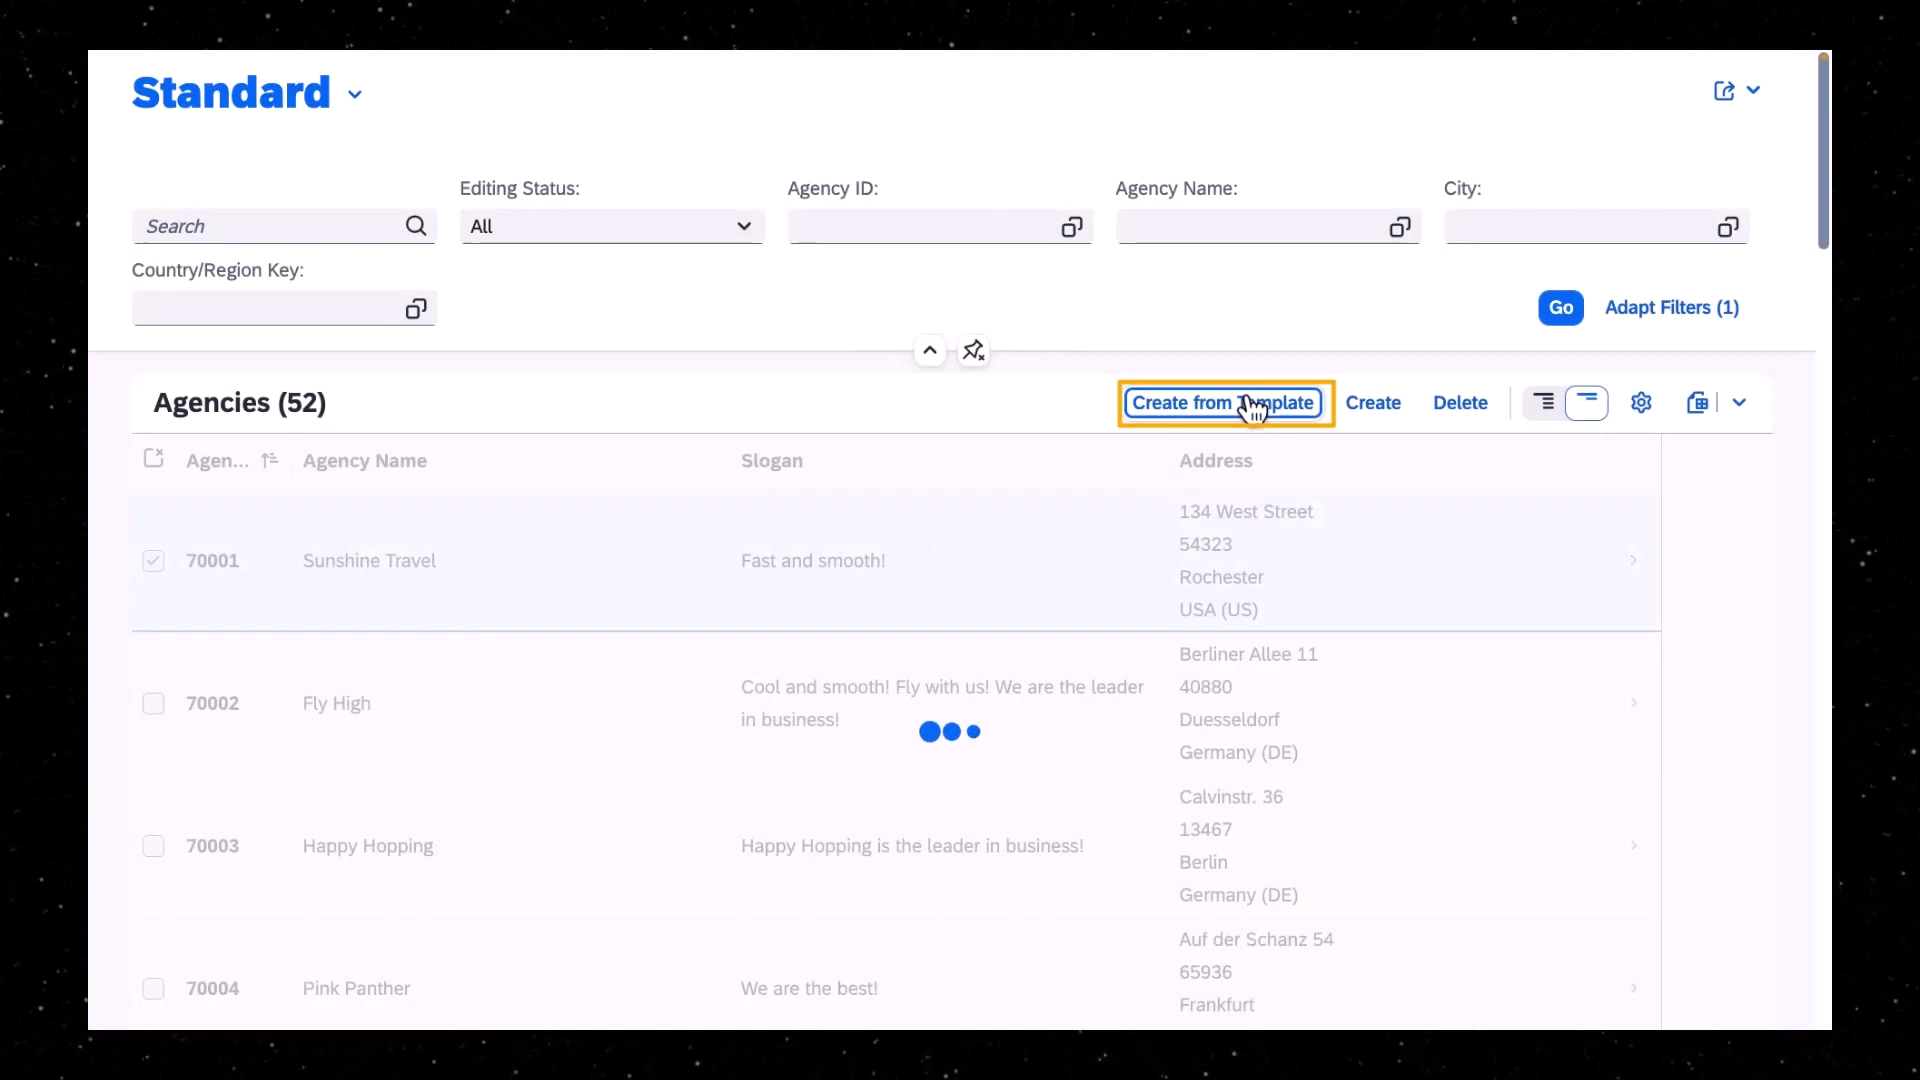 Standard
Editing Status:
Agency ID:
Agency Name:
City:
Search
All
Country/Region Key:
Go
Adapt Filters (1)
Agencies (52)
Create from Template
Create
Delete
Agen...
Agency Name
Slogan
Address
70001
Sunshine Travel
Fast and smooth!
134 West Street
54323
Rochester
USA (US)
70002
Fly High
Cool and smooth! Fly with us! We are the leader
in business!
Berliner Allee 11
40880
Duesseldorf
Germany (DE)
70003
Happy Hopping
Happy Hopping is the leader in business!
Calvinstr. 36
13467
Berlin
Germany (DE)
70004
Pink Panther
We are the best!
Auf der Schanz 54
65936
Frankfurt